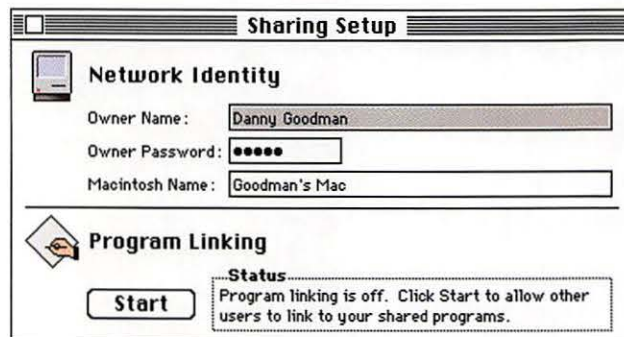 Sharing Setup
Network Identity
Owner Name: Danny Goodman
Owner Password: •••••
Macintosh Name: Goodman's Mac
Program Linking
Status
Start
Program linking is off. Click Start to allow other
users to link to your shared programs.